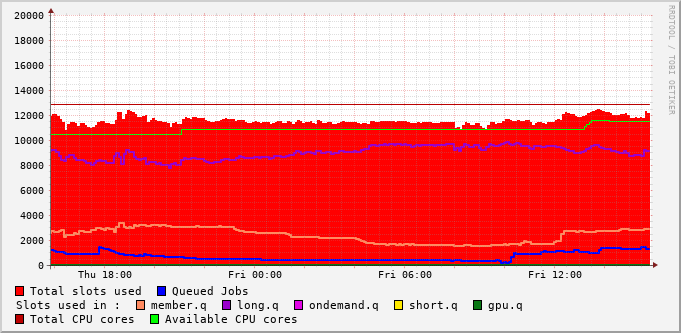 20000
18000
16000
14000
12000
10000
8000
6000
4000
2000
0
Thu 18:00 Fri 00:00 Fri 06:00 Fri 12:00
RRDTOOL / TOBI OETIKER
Total slots used Queued Jobs
Slots used in : member.q long.q ondemand.q short.q gpu.q
Total CPU cores Available CPU cores